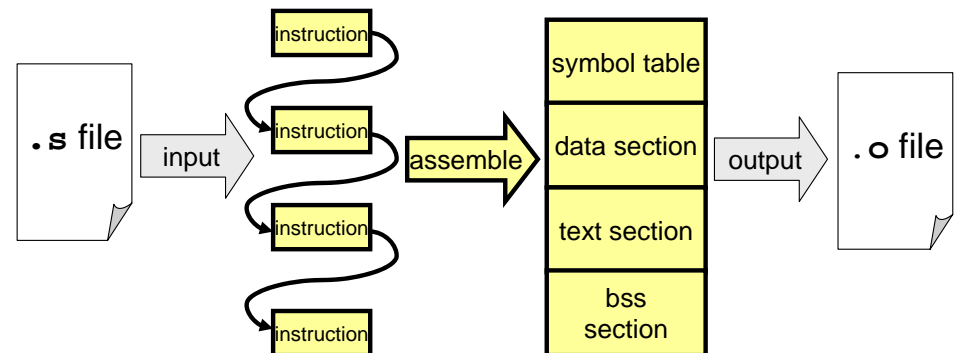 .s file
input
instruction
instruction
instruction
instruction
assemble
symbol table
data section
text section
bss
section
output
.o file